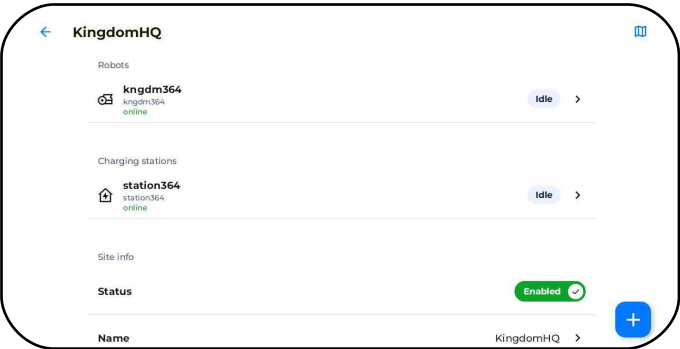 KingdomHQ
Robots
kngdm364
kngdm364
online
Idle
Charging stations
station364
station364
online
Idle
Site info
Status
Enabled
Name
KingdomHQ